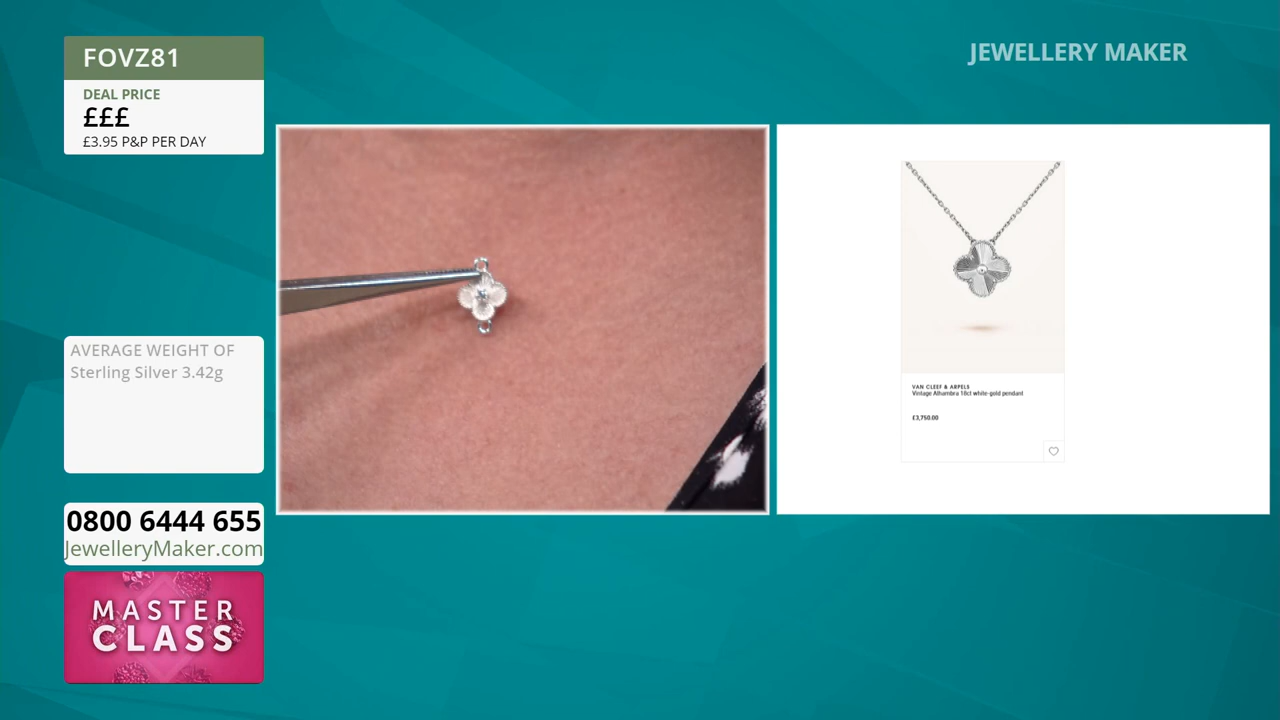 FOVZ81
DEAL PRICE
£££
£3.95 P&P PER DAY
JEWELLERY MAKER
VAN CLEEF & ARPELS
Vintage Alhambra 18ct white-gold pendant
£3,750.00
AVERAGE WEIGHT OF
Sterling Silver 3.42g
0800 6444 655
JewelleryMaker.com
MASTER
CLASS